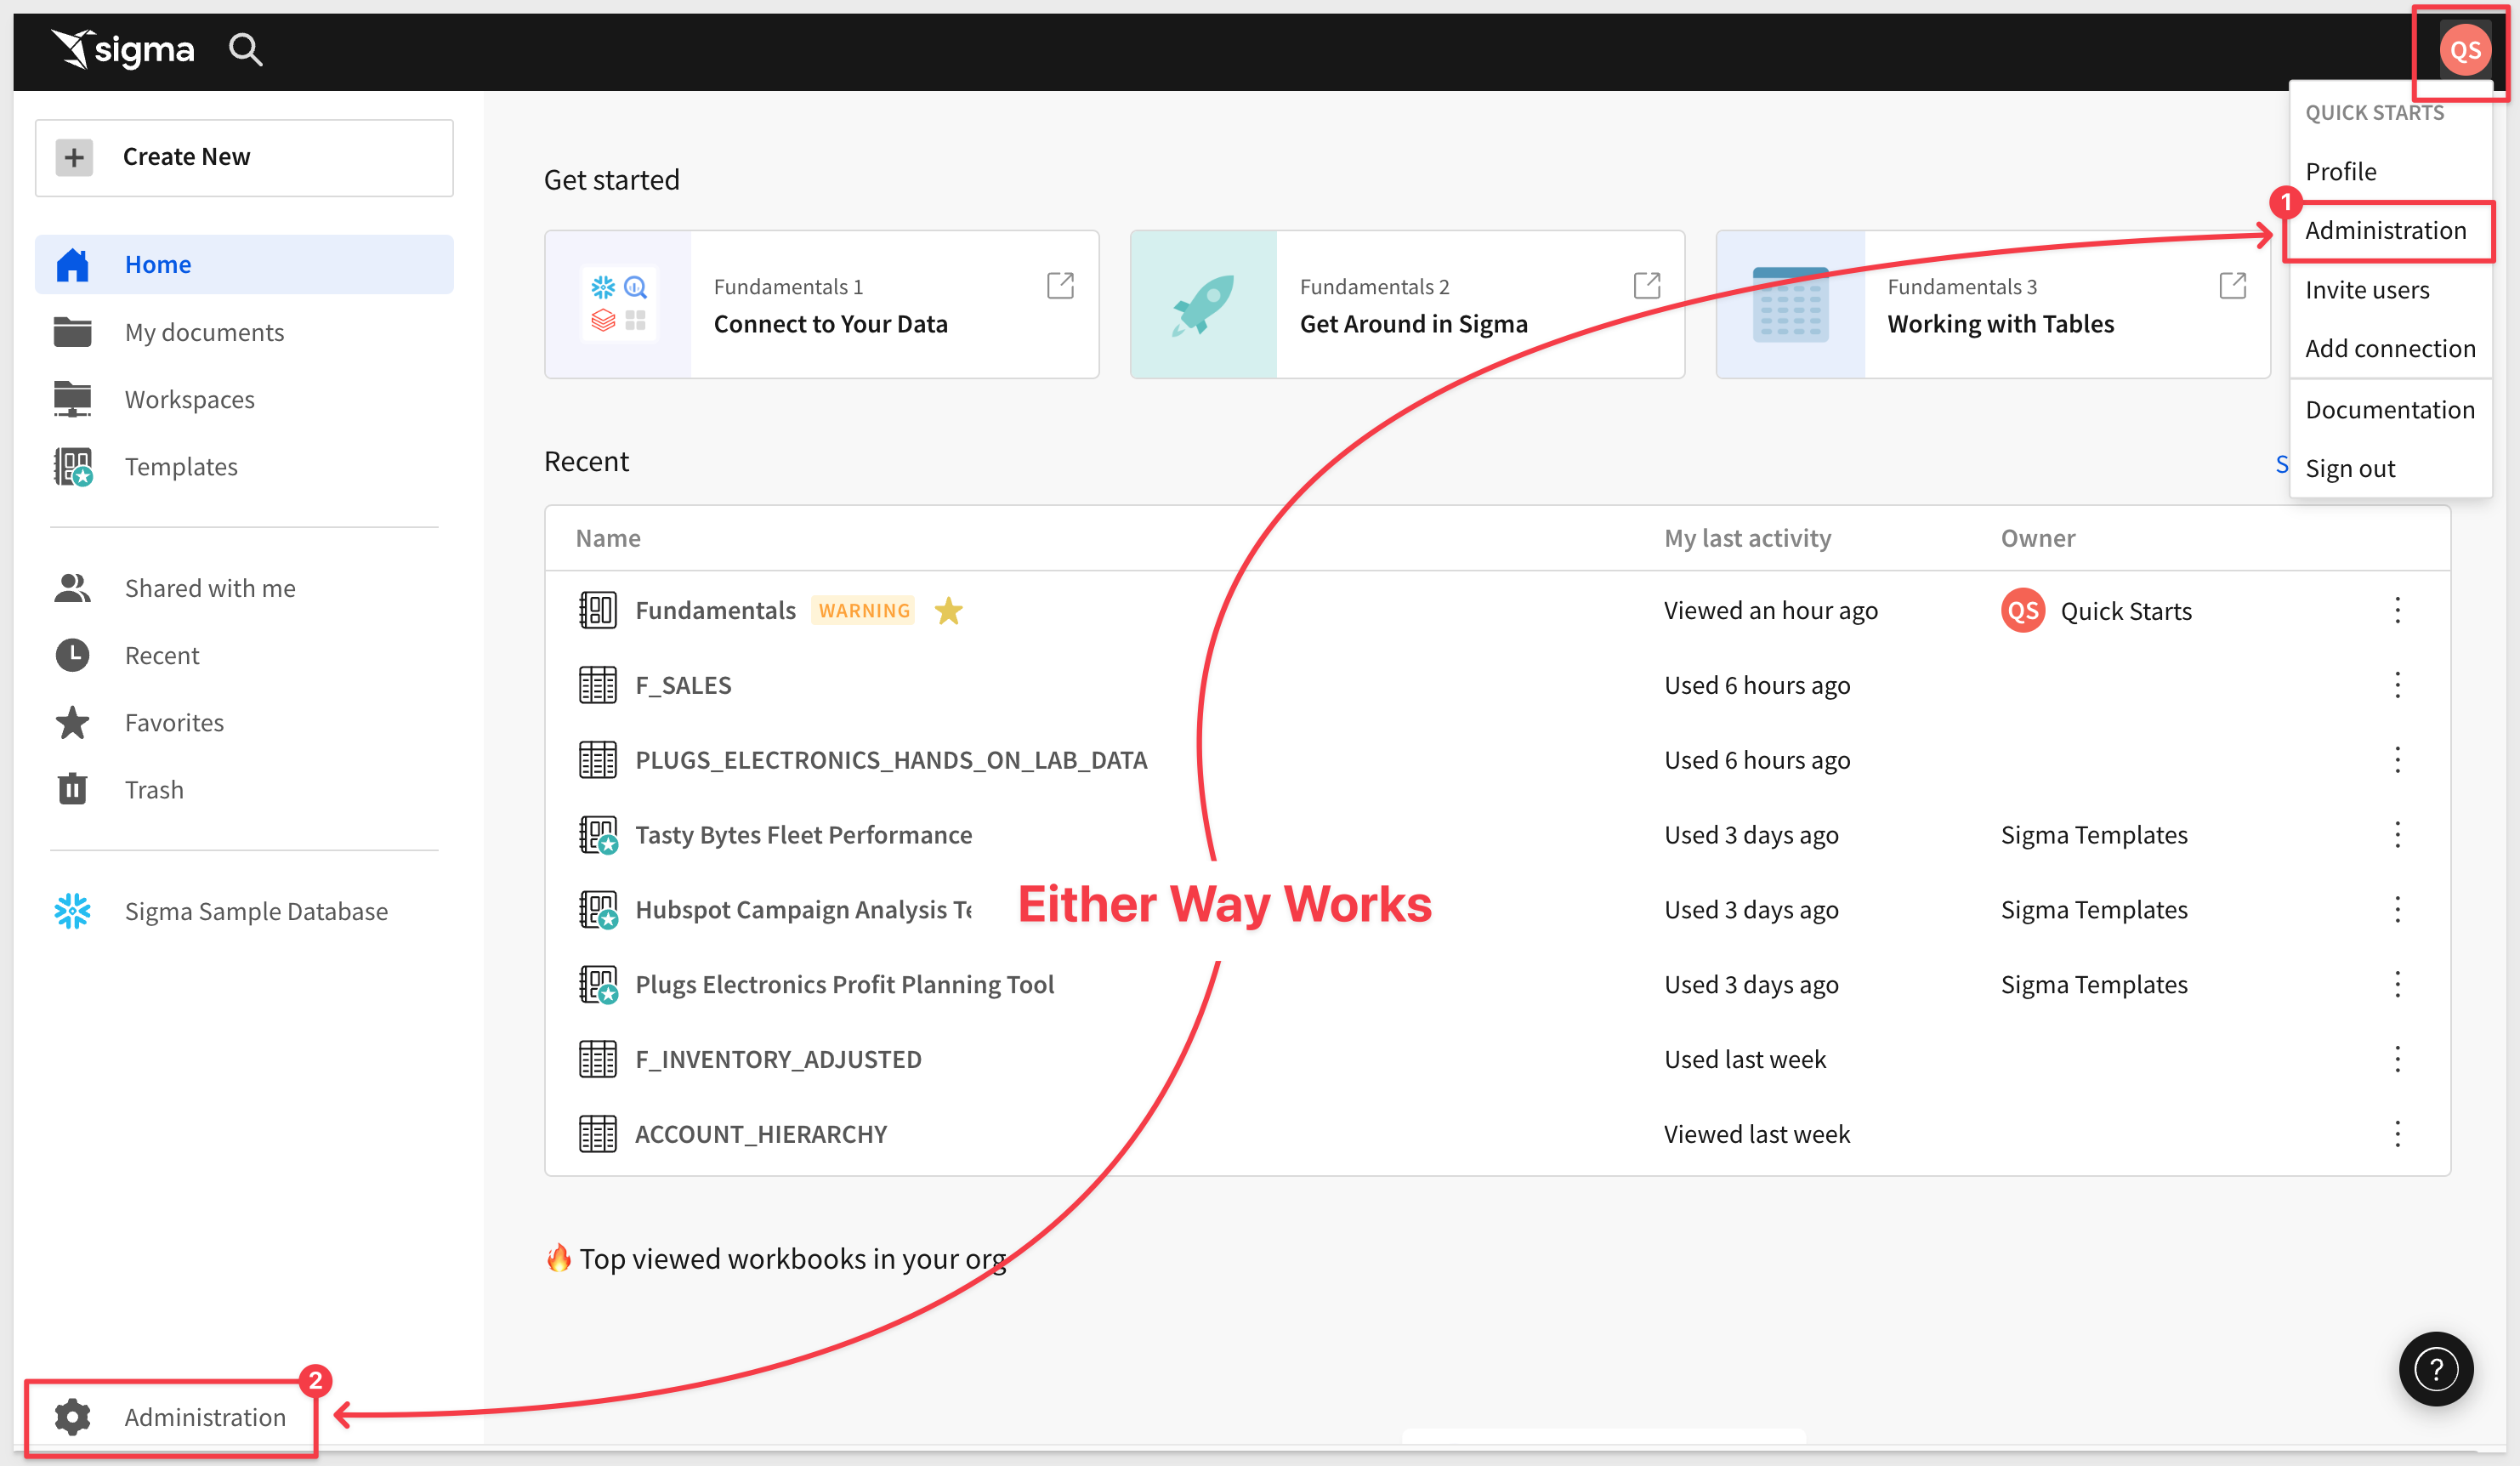 sigma
QS
QUICK STARTS
Profile
1
Administration
Invite users
Add connection
Documentation
Sign out
Create New
Home
My documents
Workspaces
Templates
Shared with me
Recent
Favorites
Trash
Sigma Sample Database
2
Administration
Get started
Fundamentals 1
Connect to Your Data
Fundamentals 2
Get Around in Sigma
Fundamentals 3
Working with Tables
Recent
S
Name My last activity Owner
Fundamentals WARNING Viewed an hour ago QS Quick Starts
F_SALES Used 6 hours ago
PLUGS_ELECTRONICS_HANDS_ON_LAB_DATA Used 6 hours ago
Tasty Bytes Fleet Performance Used 3 days ago Sigma Templates
Hubspot Campaign Analysis Te Used 3 days ago Sigma Templates
Either Way Works
Plugs Electronics Profit Planning Tool Used 3 days ago Sigma Templates
F_INVENTORY_ADJUSTED Used last week
ACCOUNT_HIERARCHY Viewed last week
🔥 Top viewed workbooks in your org
?